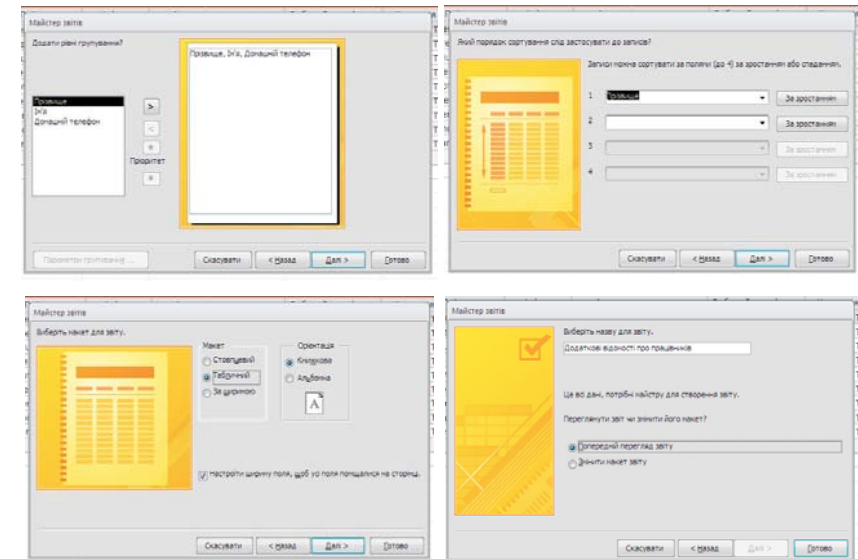 Майстер звітів
Додати рівні групування?
Прізвище
Ім'я
Домашній телефон
>
<
Пріоритет
Прізвище, Ім'я, Домашній телефон
Параметри групування ...
Скасувати
< Назад
Далі >
Готово
Майстер звітів
Який порядок сортування слід застосувати до записів?
Записи можна сортувати за полями (до 4) за зростанням або спаданням.
1 Прізвище За зростанням
2 За зростанням
3 За зростанням
4 За зростанням
Скасувати
< Назад
Далі >
Готово
Майстер звітів
Виберіть макет для звіту.
Макет
Стовпцевий
Табличний
За шириною
Орієнтація
Книжкова
Альбомна
A
Настроїти ширину поля, щоб усі поля поміщалися на сторінці.
Скасувати
< Назад
Далі >
Готово
Майстер звітів
Виберіть назву для звіту.
Додаткові відомості про працівників
Це всі дані, потрібні майстру для створення звіту.
Переглянути звіт чи змінити його макет?
Попередній перегляд звіту
Змінити макет звіту
Скасувати
< Назад
Далі >
Готово